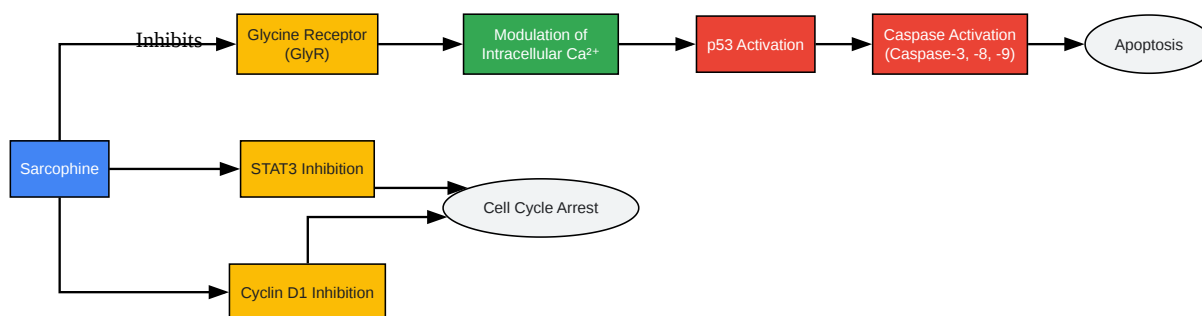 Inhibits
Glycine Receptor
(GlyR)
Modulation of
Intracellular Ca²⁺
p53 Activation
Caspase Activation
(Caspase-3, -8, -9)
Apoptosis
Sarcophine
STAT3 Inhibition
Cell Cycle Arrest
Cyclin D1 Inhibition